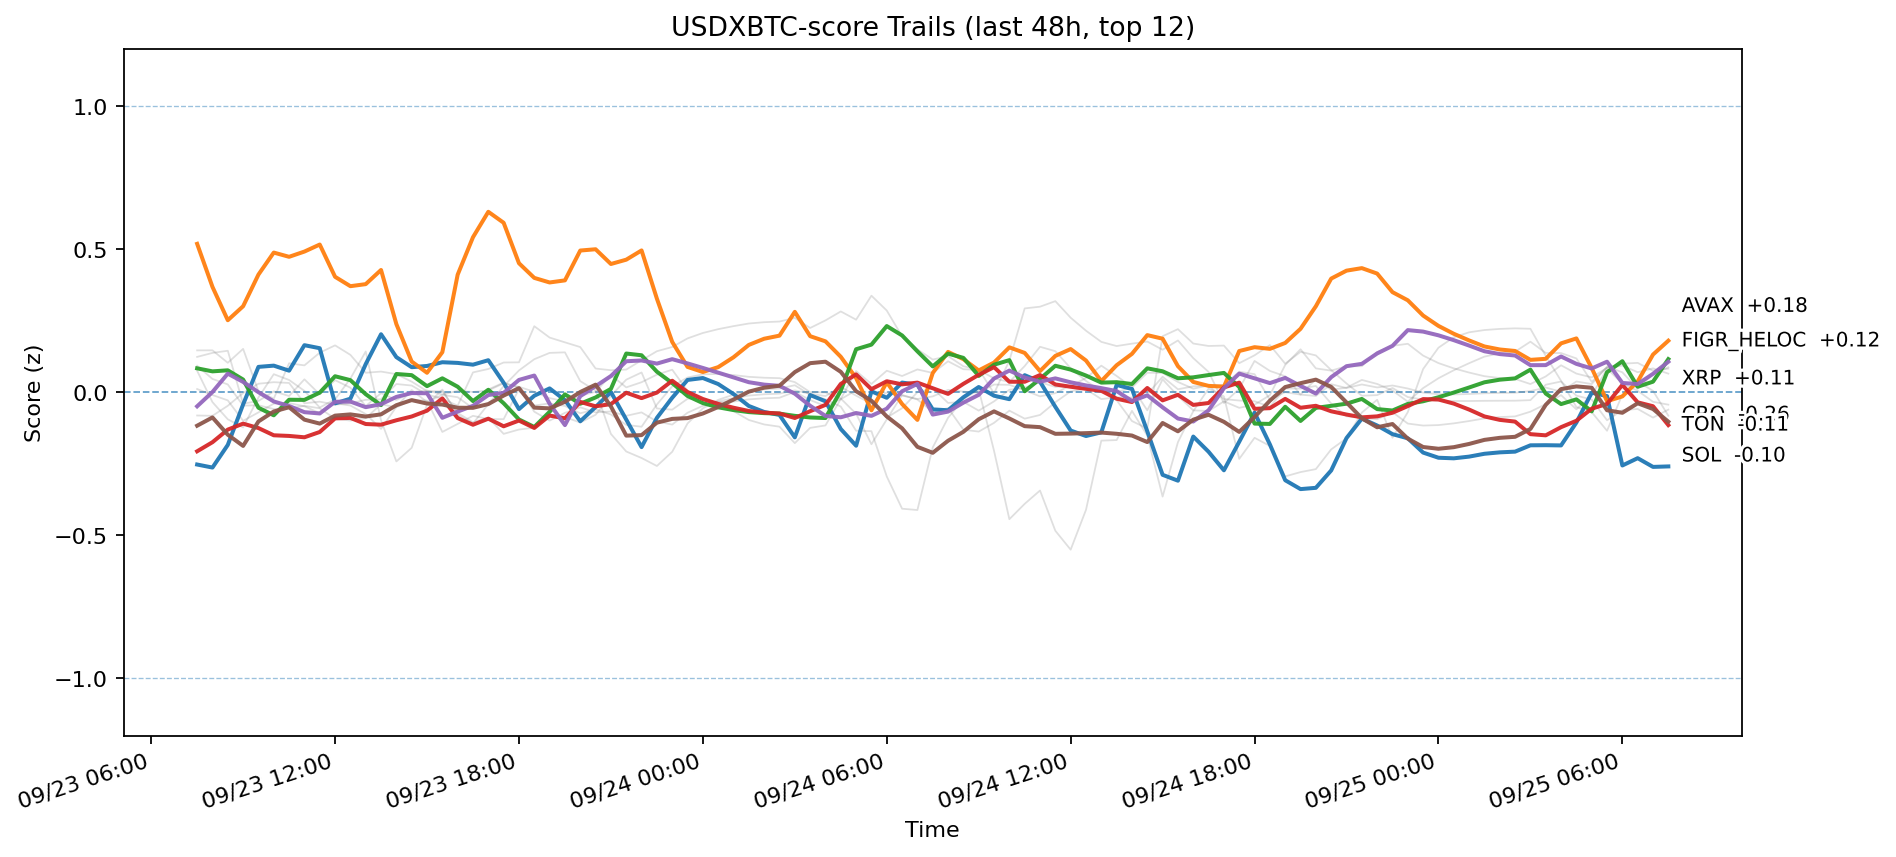 USDXBTC-score Trails (last 48h, top 12)
Score (z)
1.0
0.5
0.0
−0.5
−1.0
AVAX +0.18
FIGR_HELOC +0.12
XRP +0.11
CRO -0.26
TON -0.11
SOL -0.10
09/23 06:00
09/23 12:00
09/23 18:00
09/24 00:00
09/24 06:00
09/24 12:00
09/24 18:00
09/25 00:00
09/25 06:00
Time